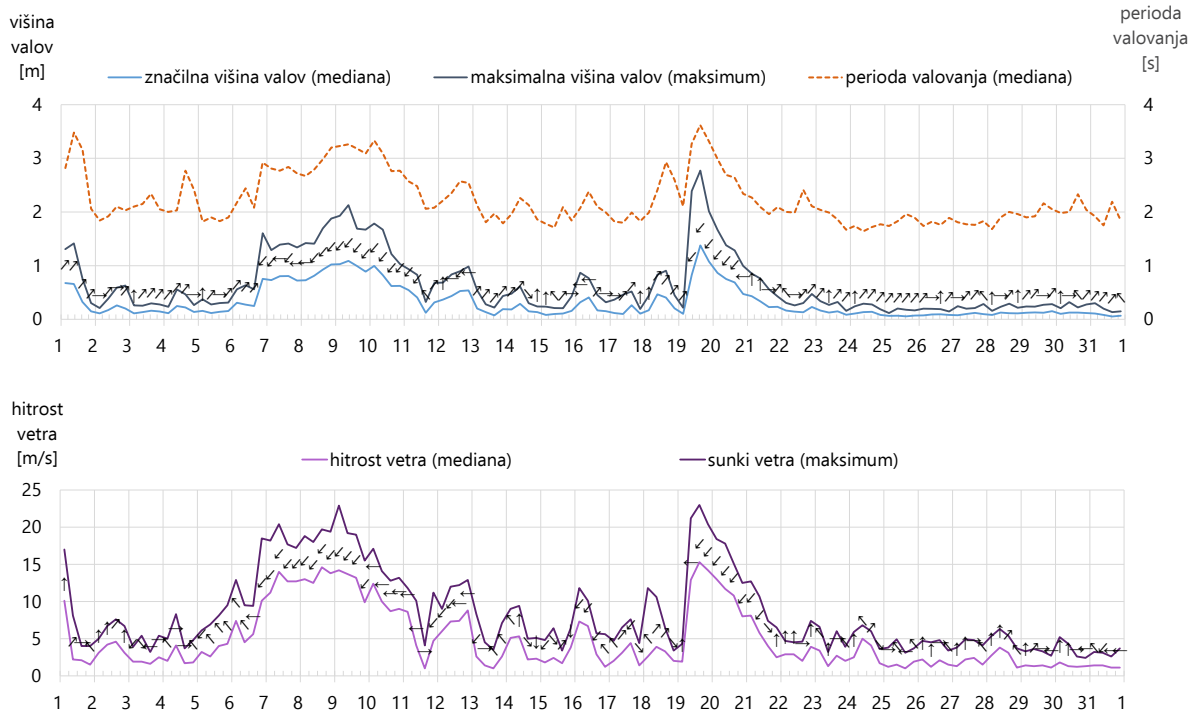 višina
valov
[m]
perioda
valovanja
[s]
značilna višina valov (mediana)
maksimalna višina valov (maksimum)
perioda valovanja (mediana)
4
4
3
3
2
2
1
1
0
0
1 2 3 4 5 6 7 8 9 10 11 12 13 14 15 16 17 18 19 20 21 22 23 24 25 26 27 28 29 30 31 1
hitrost
vetra
[m/s]
hitrost vetra (mediana)
sunki vetra (maksimum)
25
20
15
10
5
0
1 2 3 4 5 6 7 8 9 10 11 12 13 14 15 16 17 18 19 20 21 22 23 24 25 26 27 28 29 30 31 1